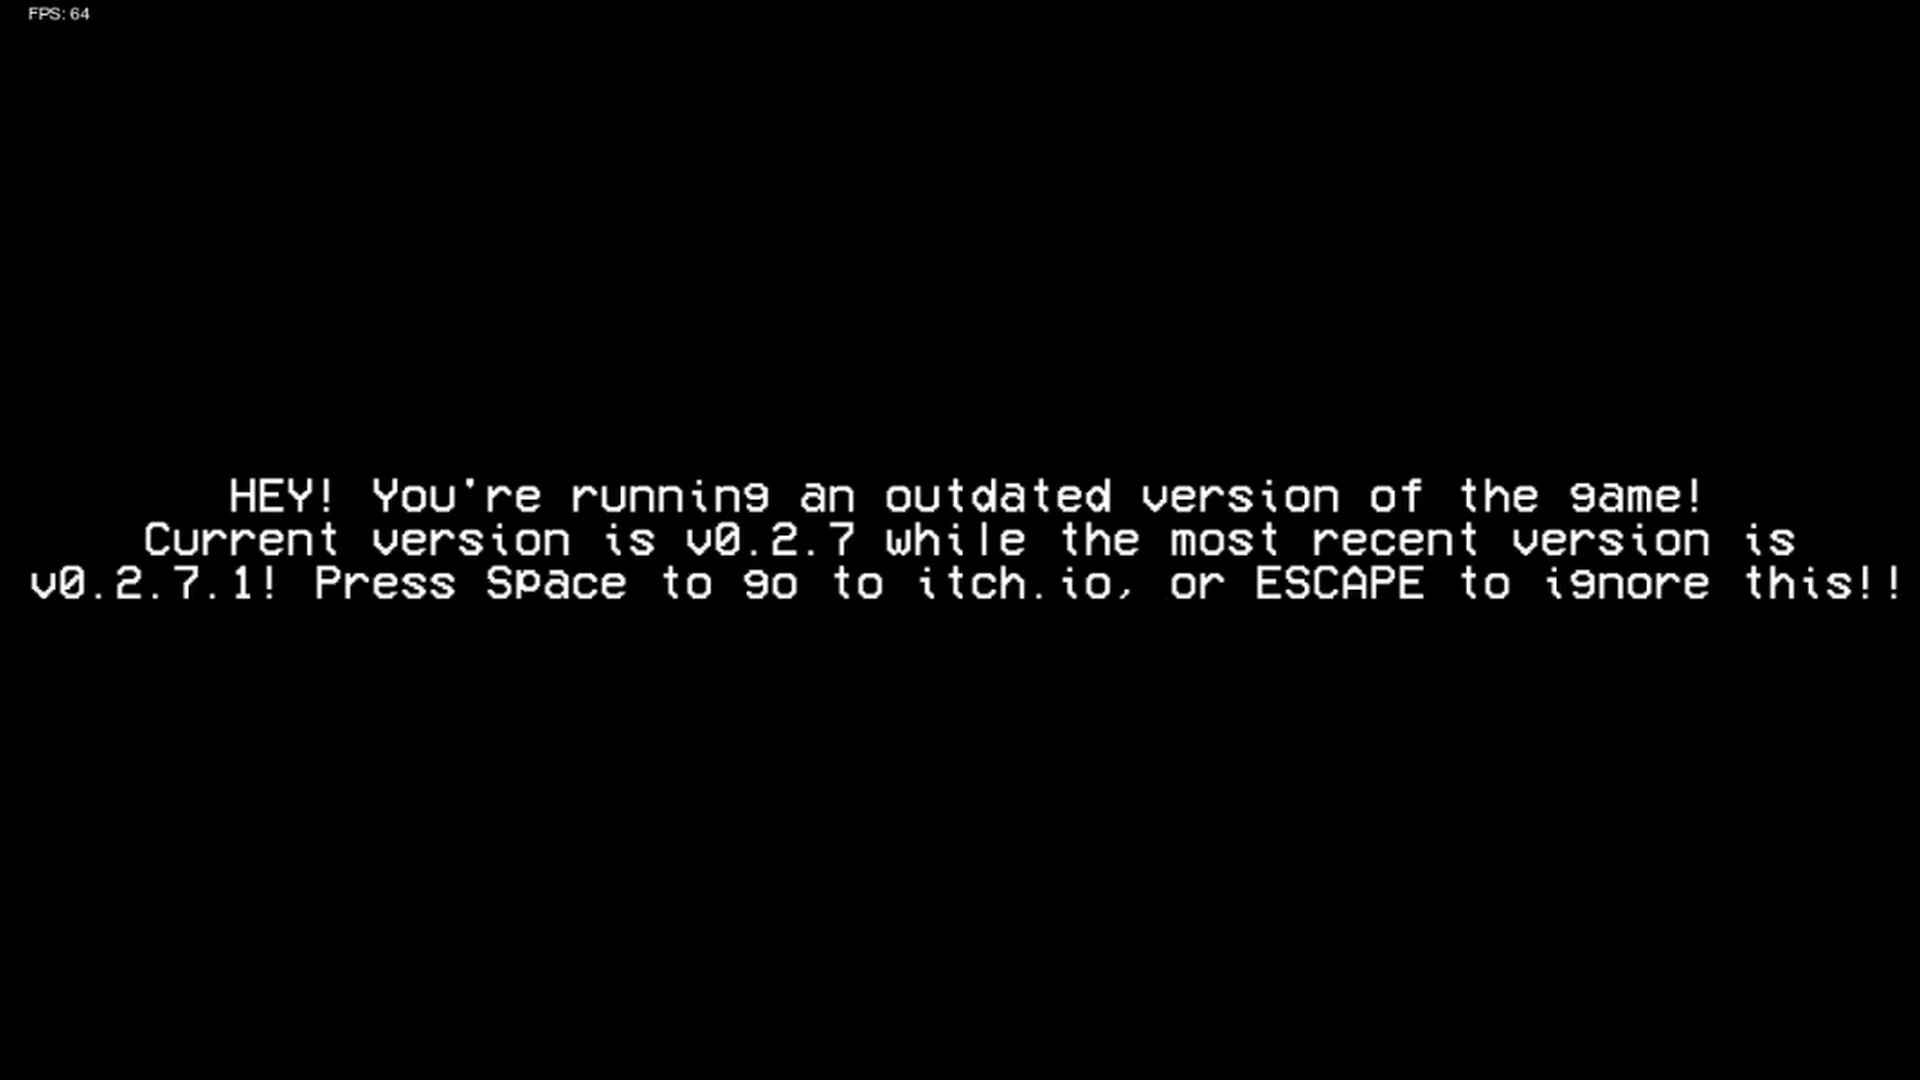 FPS: 64
HEY! You're running an outdated version of the game!
Current version is v0.2.7 while the most recent version is
v0.2.7.1! Press Space to go to itch.io, or ESCAPE to ignore this!!